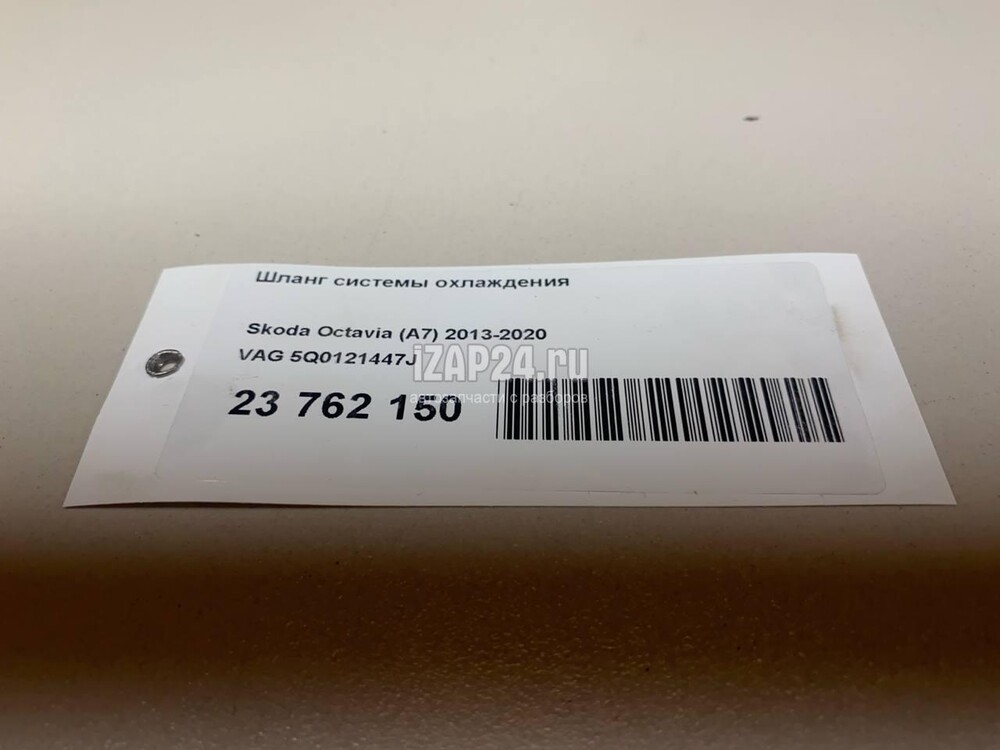 Шланг системы охлаждения
Skoda Octavia (A7) 2013-2020
VAG 5Q0121447J
iZAP24.ru
автозапчасти с разборов
23 762 150